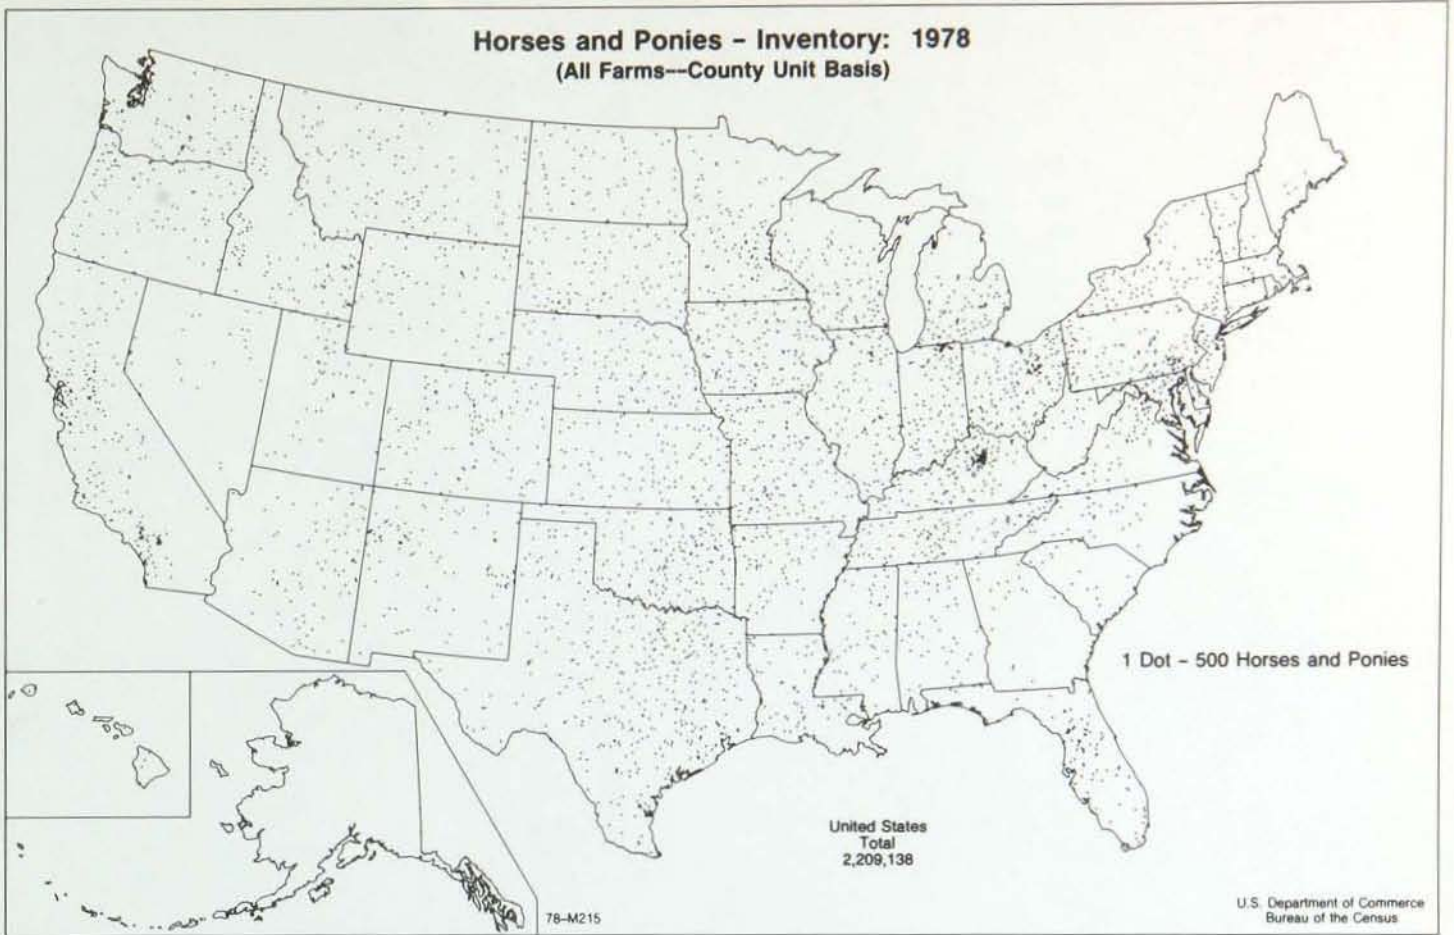 Horses and Ponies – Inventory: 1978
(All Farms--County Unit Basis)
1 Dot – 500 Horses and Ponies
United States
Total
2,209,138
78–M215
U.S. Department of Commerce
Bureau of the Census